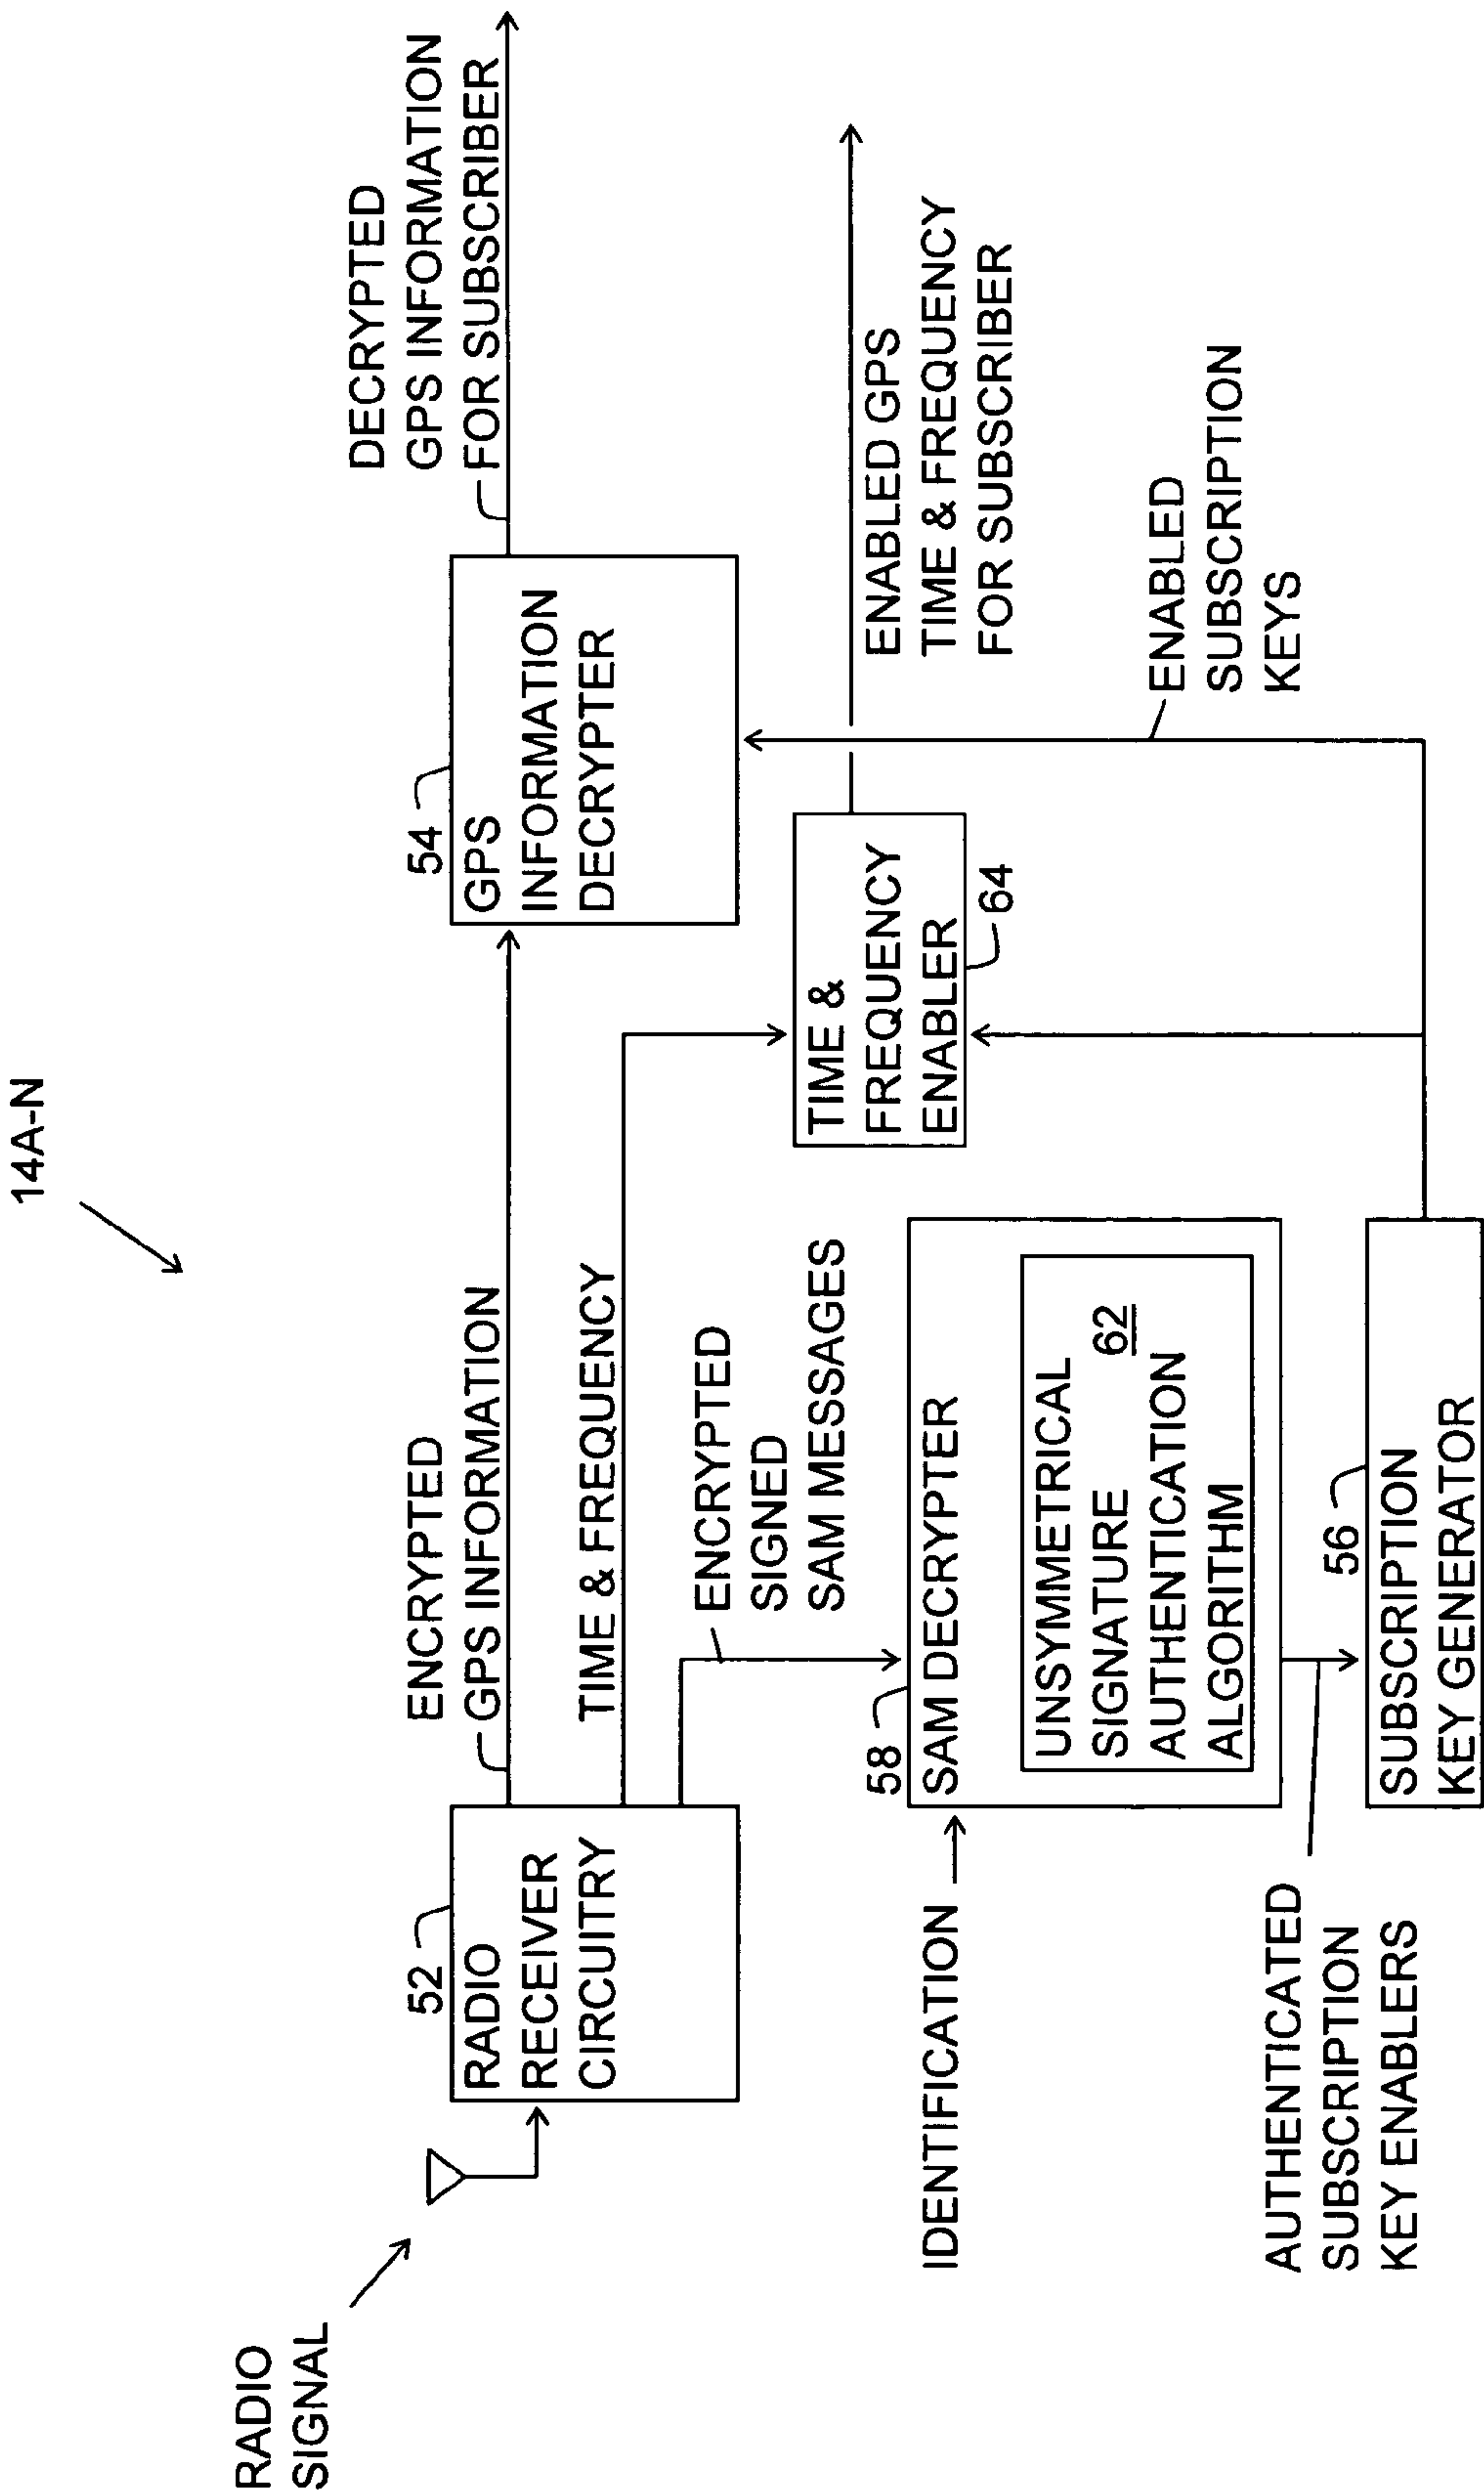 14A-N
RADIO
SIGNAL
52
RADIO
RECEIVER
CIRCUITRY
ENCRYPTED
GPS INFORMATION
TIME & FREQUENCY
ENCRYPTED
SIGNED
SAM MESSAGES
54
GPS
INFORMATION
DECRYPTER
DECRYPTED
GPS INFORMATION
FOR SUBSCRIBER
TIME &
FREQUENCY
ENABLER
64
ENABLED GPS
TIME & FREQUENCY
FOR SUBSCRIBER
IDENTIFICATION
58
SAM DECRYPTER
UNSYMMETRICAL
SIGNATURE 62
AUTHENTICATION
ALGORITHM
AUTHENTICATED
SUBSCRIPTION
KEY ENABLERS
56
SUBSCRIPTION
KEY GENERATOR
ENABLED
SUBSCRIPTION
KEYS